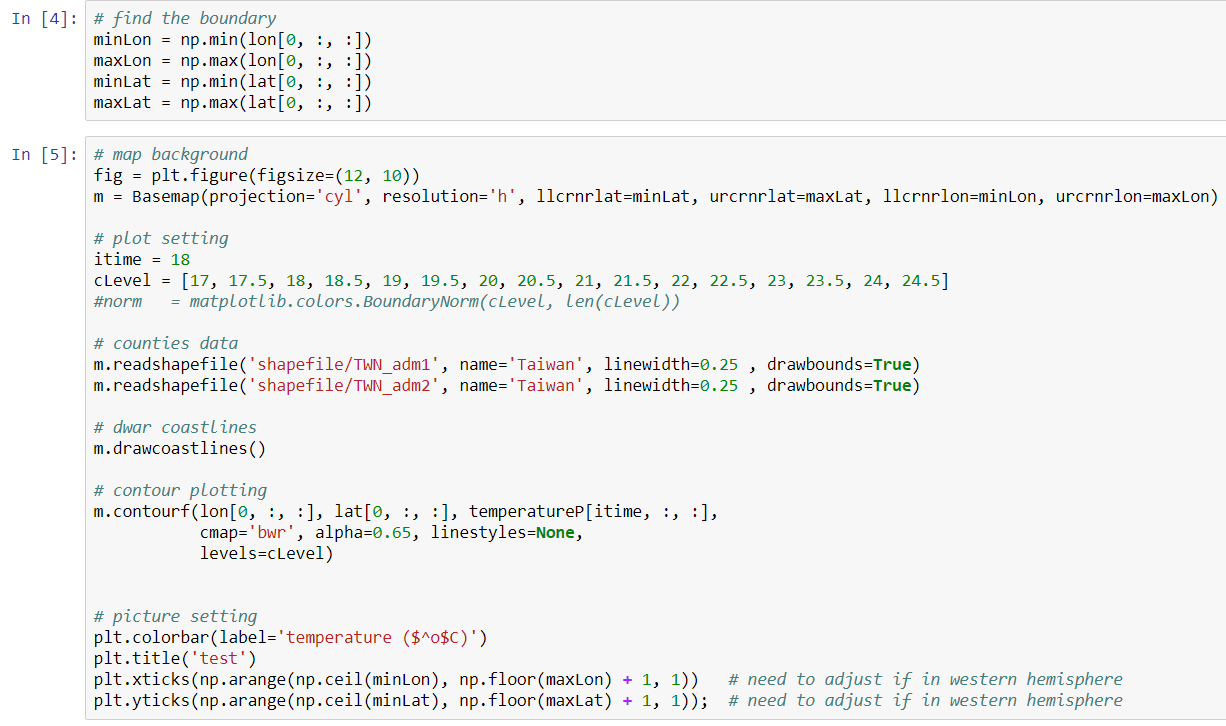 In [4]: # find the boundary
minLon = np.min(lon[0, :, :])
maxLon = np.max(lon[0, :, :])
minLat = np.min(lat[0, :, :])
maxLat = np.max(lat[0, :, :])
In [5]: # map background
fig = plt.figure(figsize=(12, 10))
m = Basemap(projection='cyl', resolution='h', llcrnrlat=minLat, urcrnrlat=maxLat, llcrnrlon=minLon, urcrnrlon=maxLon)
# plot setting
itime = 18
cLevel = [17, 17.5, 18, 18.5, 19, 19.5, 20, 20.5, 21, 21.5, 22, 22.5, 23, 23.5, 24, 24.5]
#norm   = matplotlib.colors.BoundaryNorm(cLevel, len(cLevel))
# counties data
m.readshapefile('shapefile/TWN_adm1', name='Taiwan', linewidth=0.25 , drawbounds=True)
m.readshapefile('shapefile/TWN_adm2', name='Taiwan', linewidth=0.25 , drawbounds=True)
# dwar coastlines
m.drawcoastlines()
# contour plotting
m.contourf(lon[0, :, :], lat[0, :, :], temperatureP[itime, :, :],
           cmap='bwr', alpha=0.65, linestyles=None,
           levels=cLevel)
# picture setting
plt.colorbar(label='temperature ($^o$C)')
plt.title('test')
plt.xticks(np.arange(np.ceil(minLon), np.floor(maxLon) + 1, 1))   # need to adjust if in western hemisphere
plt.yticks(np.arange(np.ceil(minLat), np.floor(maxLat) + 1, 1));  # need to adjust if in western hemisphere